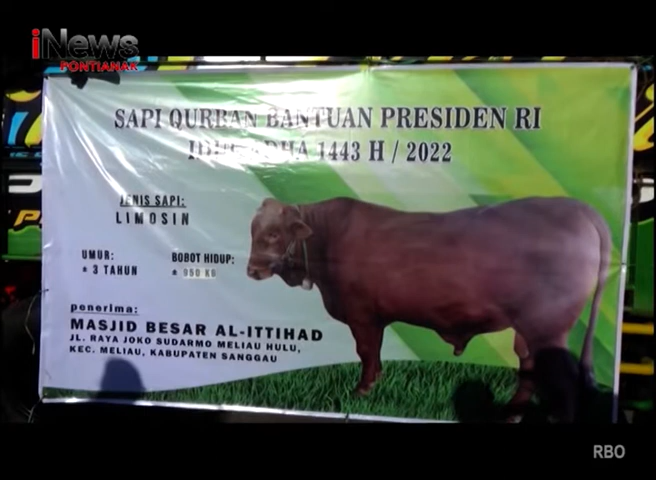 iNews
PONTIANAK
SAPI QURBAN BANTUAN PRESIDEN RI
IDUL ADHA 1443 H / 2022
JENIS SAPI:
LIMOSIN
UMUR:
± 3 TAHUN
BOBOT HIDUP:
± 950 KG
penerima:
MASJID BESAR AL-ITTIHAD
JL. RAYA JOKO SUDARMO MELIAU HULU,
KEC. MELIAU, KABUPATEN SANGGAU
RBO